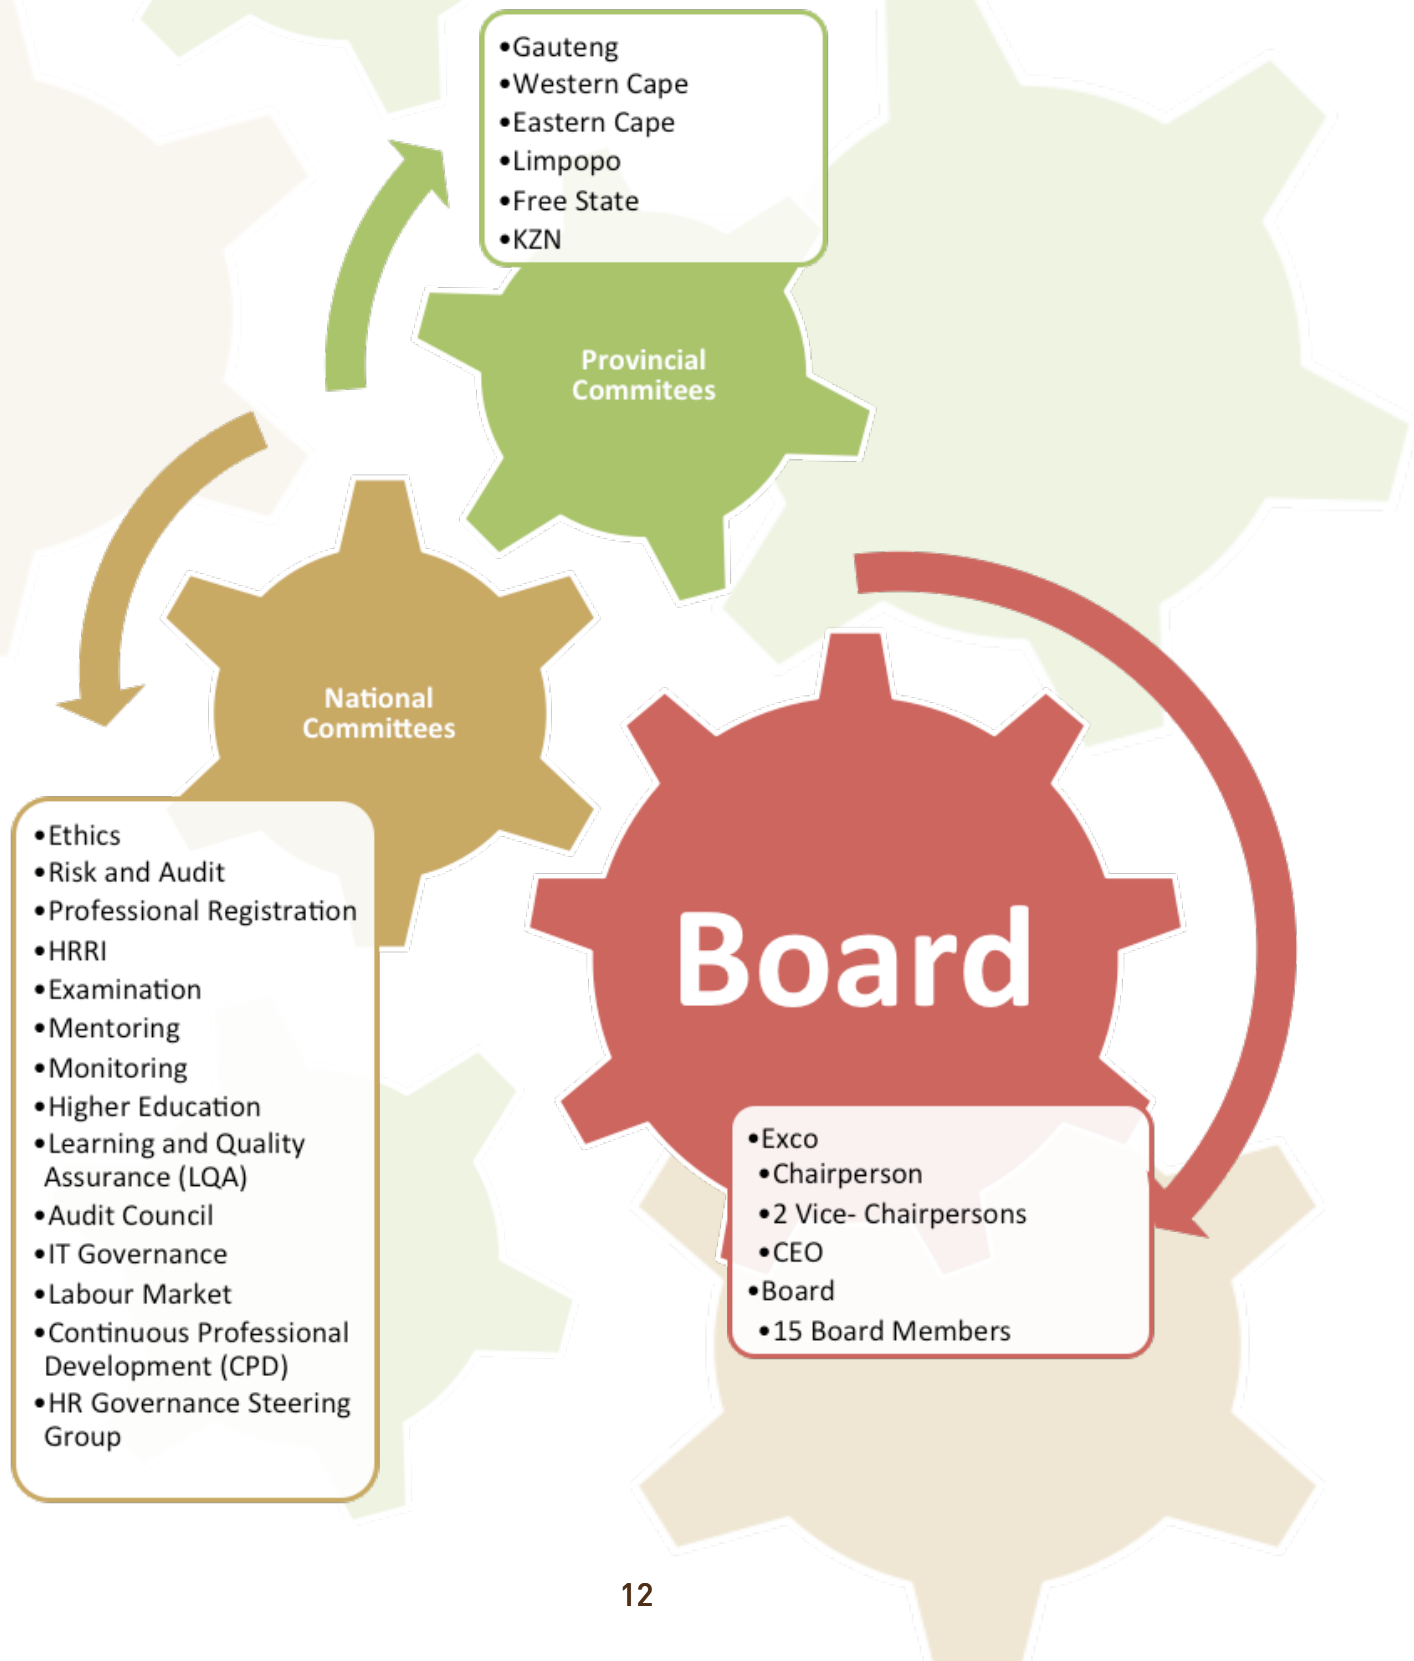 •Gauteng
•Western Cape
•Eastern Cape
•Limpopo
•Free State
•KZN
Provincial
Commitees
National
Committees
•Ethics
•Risk and Audit
•Professional Registration
•HRRI
•Examination
•Mentoring
•Monitoring
•Higher Education
•Learning and Quality
Assurance (LQA)
•Audit Council
•IT Governance
•Labour Market
•Continuous Professional
Development (CPD)
•HR Governance Steering
Group
Board
•Exco
•Chairperson
•2 Vice- Chairpersons
•CEO
•Board
•15 Board Members
12